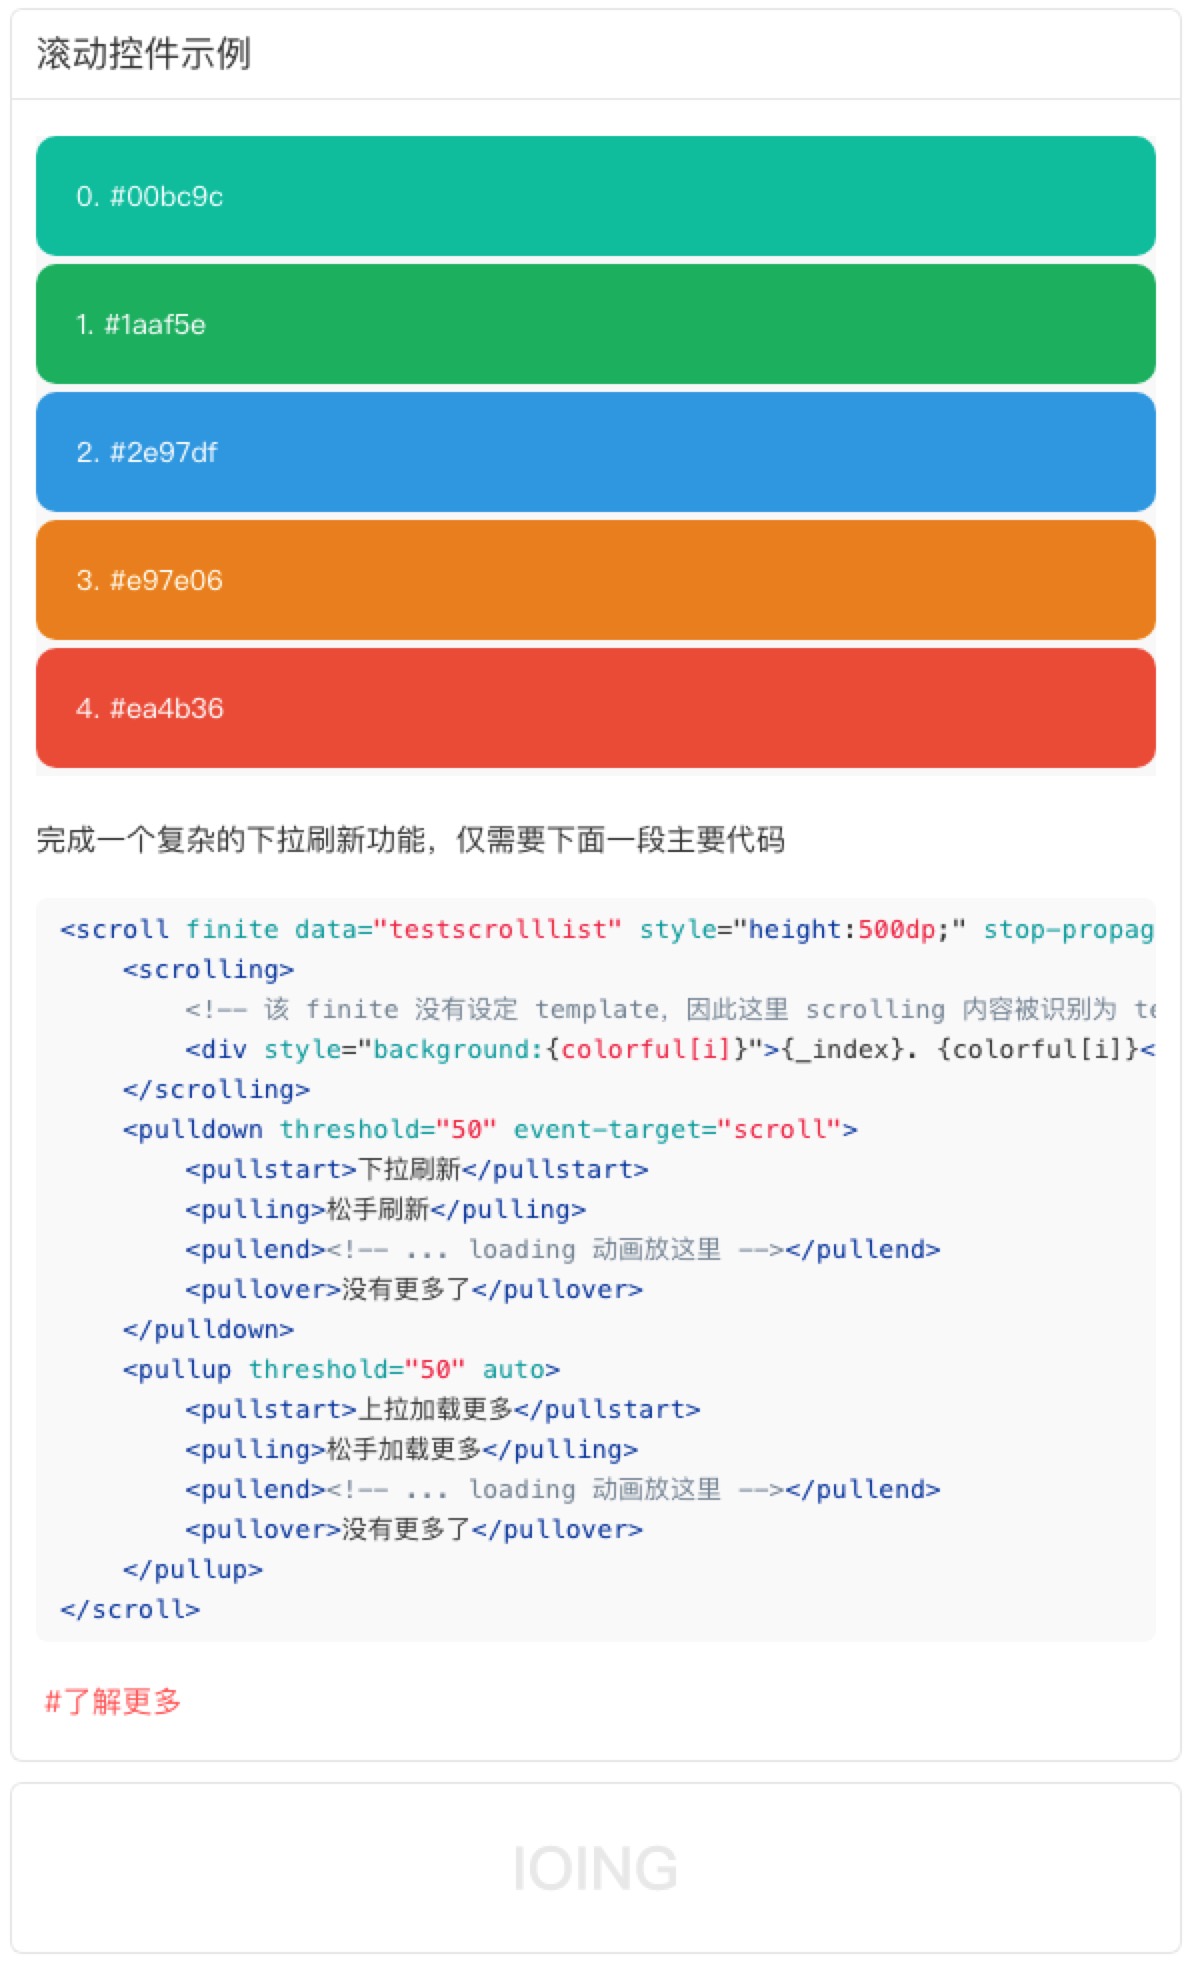 滚动控件示例
0. #00bc9c
1. #1aaf5e
2. #2e97df
3. #e97e06
4. #ea4b36
完成一个复杂的下拉刷新功能，仅需要下面一段主要代码
<scroll finite data="testscrolllist" style="height:500dp;" stop-propag
    <scrolling>
        <!-- 该 finite 没有设定 template，因此这里 scrolling 内容被识别为 te
        <div style="background:{colorful[i]}">{_index}. {colorful[i]}<
    </scrolling>
    <pulldown threshold="50" event-target="scroll">
        <pullstart>下拉刷新</pullstart>
        <pulling>松手刷新</pulling>
        <pullend><!-- ... loading 动画放这里 --></pullend>
        <pullover>没有更多了</pullover>
    </pulldown>
    <pullup threshold="50" auto>
        <pullstart>上拉加载更多</pullstart>
        <pulling>松手加载更多</pulling>
        <pullend><!-- ... loading 动画放这里 --></pullend>
        <pullover>没有更多了</pullover>
    </pullup>
</scroll>
#了解更多
IOING